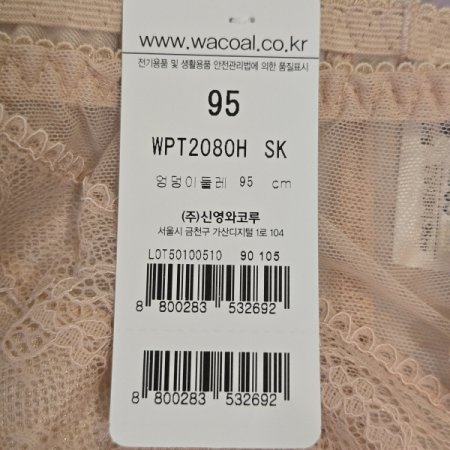 www.wacoal.co.kr
전기용품 및 생활용품 안전관리법에 의한 품질표시
95
WPT2080H SK
엉덩이둘레 95 cm
(주)신영와코루
서울시 금천구 가산디지털 1로 104
LOT50100510 90 105
8 800283 532692
8 800283 532692